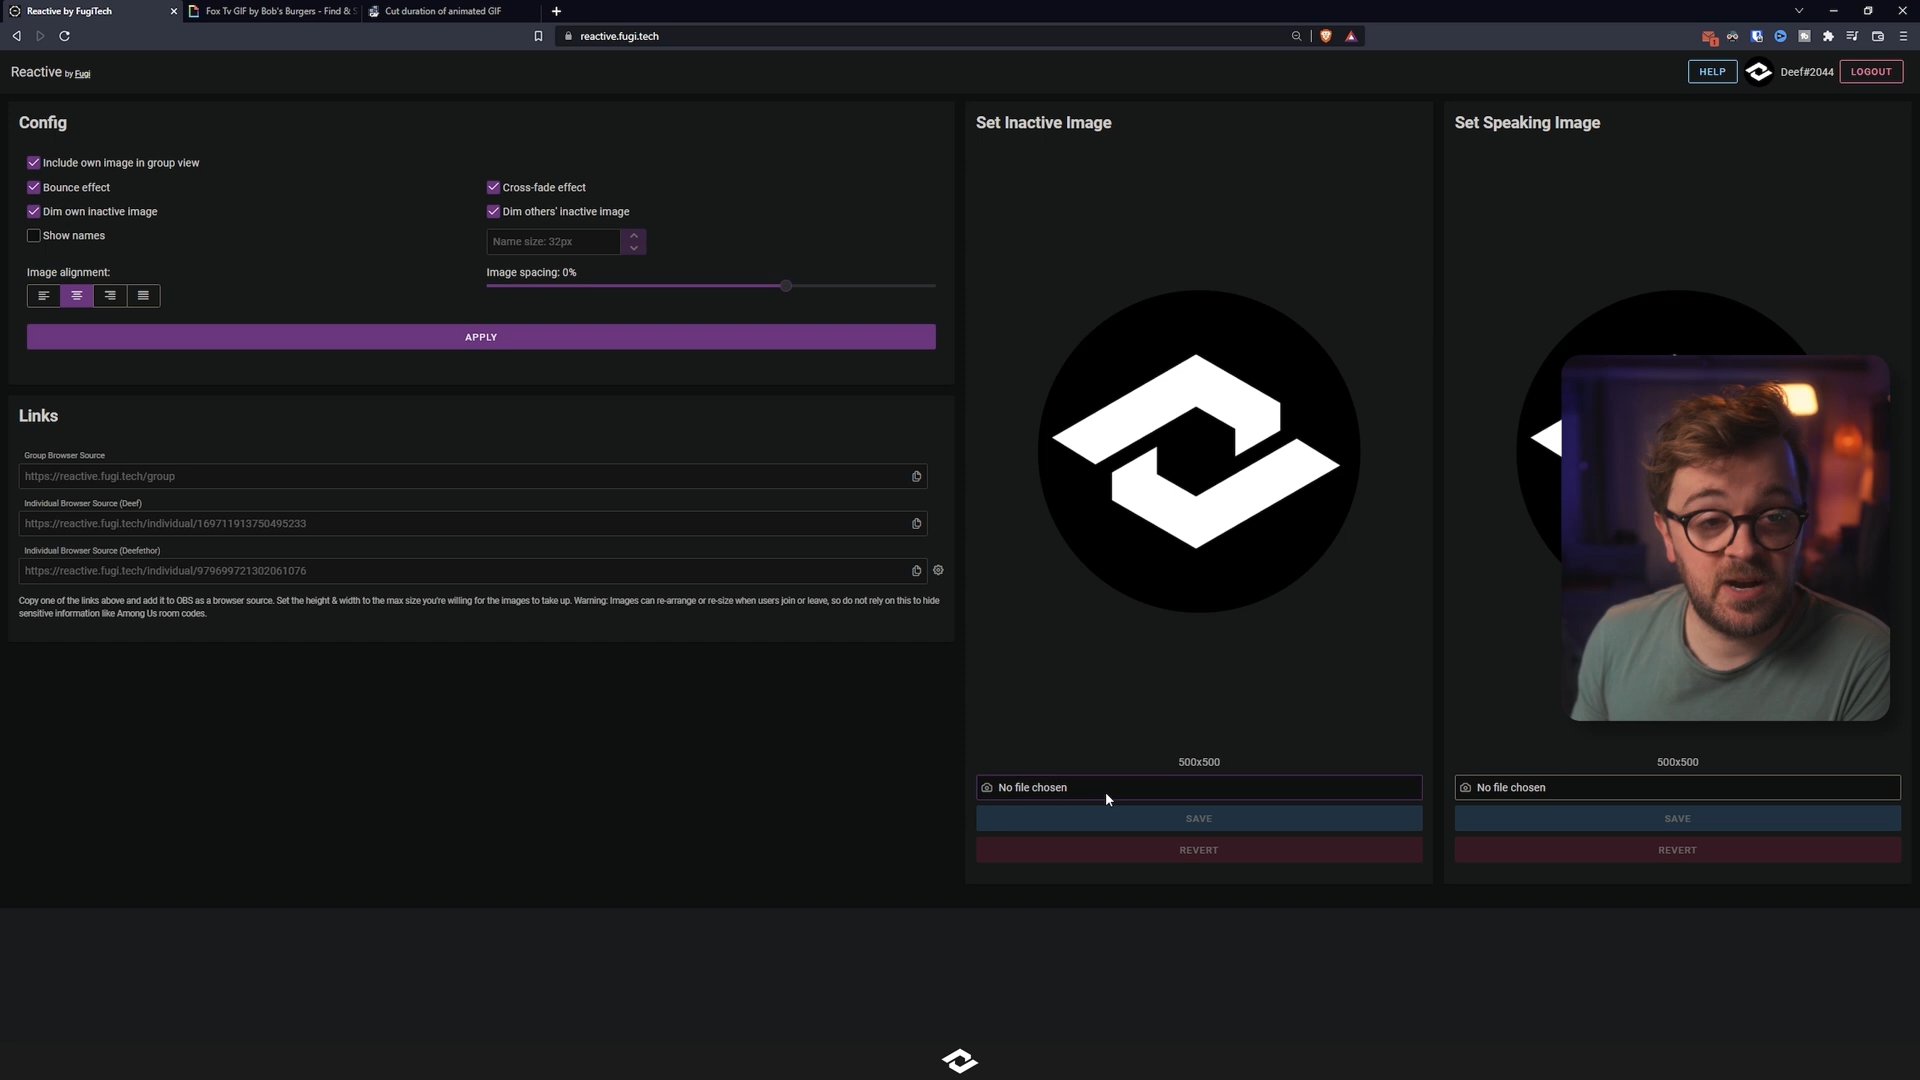 Reactive by FugiTech
Fox Tv GIF by Bob's Burgers - Find & S
Cut duration of animated GIF
reactive.fugi.tech
1
Reactive by Fugi
HELP
Deef#2044
LOGOUT
Config
Include own image in group view
Bounce effect
Cross-fade effect
Dim own inactive image
Dim others' inactive image
Show names
Name size: 32px
Image alignment:
Image spacing: 0%
APPLY
Links
Group Browser Source
https://reactive.fugi.tech/group
Individual Browser Source (Deef)
https://reactive.fugi.tech/individual/169711913750495233
Individual Browser Source (Deefethor)
https://reactive.fugi.tech/individual/979699721302061076
Copy one of the links above and add it to OBS as a browser source. Set the height & width to the max size you're willing for the images to take up. Warning: Images can re-arrange or re-size when users join or leave, so do not rely on this to hide
sensitive information like Among Us room codes.
Set Inactive Image
500x500
No file chosen
SAVE
REVERT
Set Speaking Image
500x500
No file chosen
SAVE
REVERT